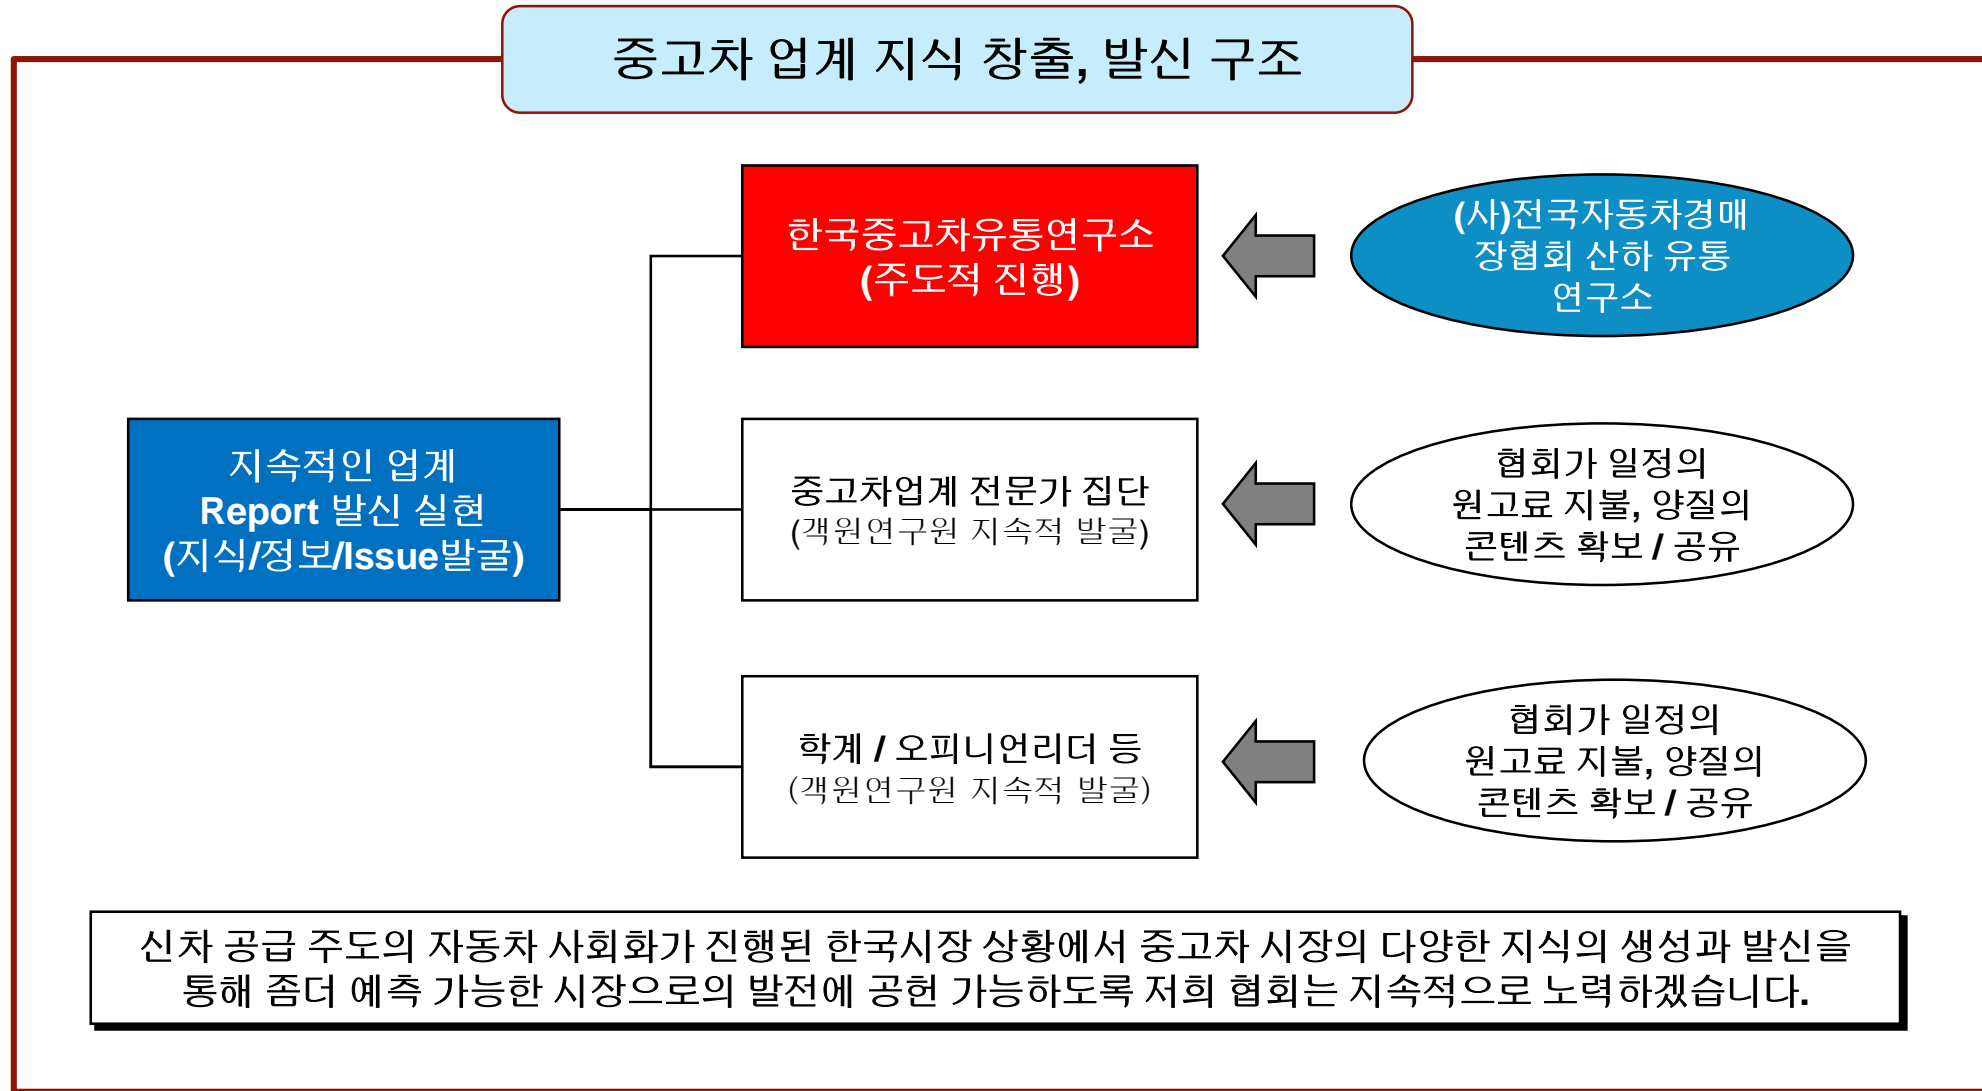 중고차 업계 지식 창출, 발신 구조
한국중고차유통연구소
(주도적 진행)
(사)전국자동차경매
장협회 산하 유통
연구소
지속적인 업계
Report 발신 실현
(지식/정보/Issue발굴)
중고차업계 전문가 집단
(객원연구원 지속적 발굴)
협회가 일정의
원고료 지불, 양질의
콘텐츠 확보 / 공유
학계 / 오피니언리더 등
(객원연구원 지속적 발굴)
협회가 일정의
원고료 지불, 양질의
콘텐츠 확보 / 공유
신차 공급 주도의 자동차 사회화가 진행된 한국시장 상황에서 중고차 시장의 다양한 지식의 생성과 발신을
통해 좀더 예측 가능한 시장으로의 발전에 공헌 가능하도록 저희 협회는 지속적으로 노력하겠습니다.